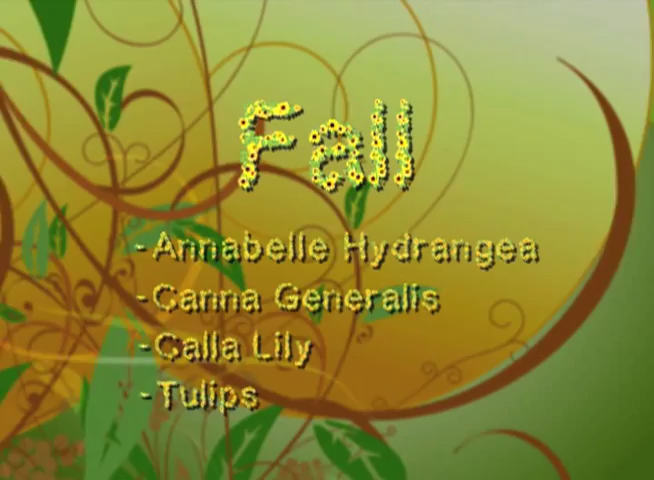 Fall
-Annabelle Hydrangea
-Canna Generalis
-Calla Lily
-Tulips